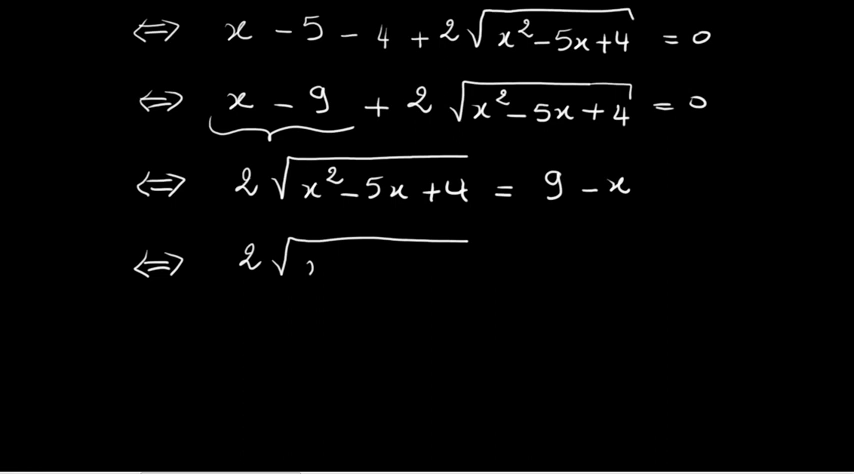 ⇔ x - 5 - 4 + 2√(x²-5x+4) = 0
⇔ x - 9 + 2√(x²-5x+4) = 0
⇔ 2√(x²-5x+4) = 9 - x
⇔ 2√